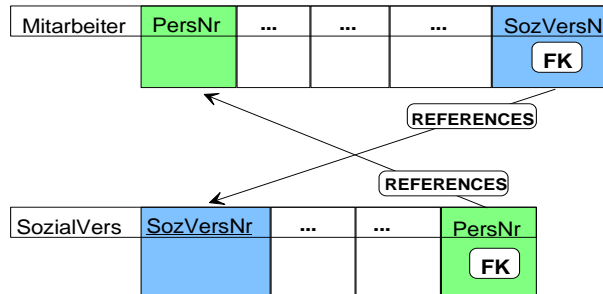 Mitarbeiter PersNr ... ... ... SozVersN
FK
REFERENCES
REFERENCES
SozialVers SozVersNr ... ... PersNr
FK